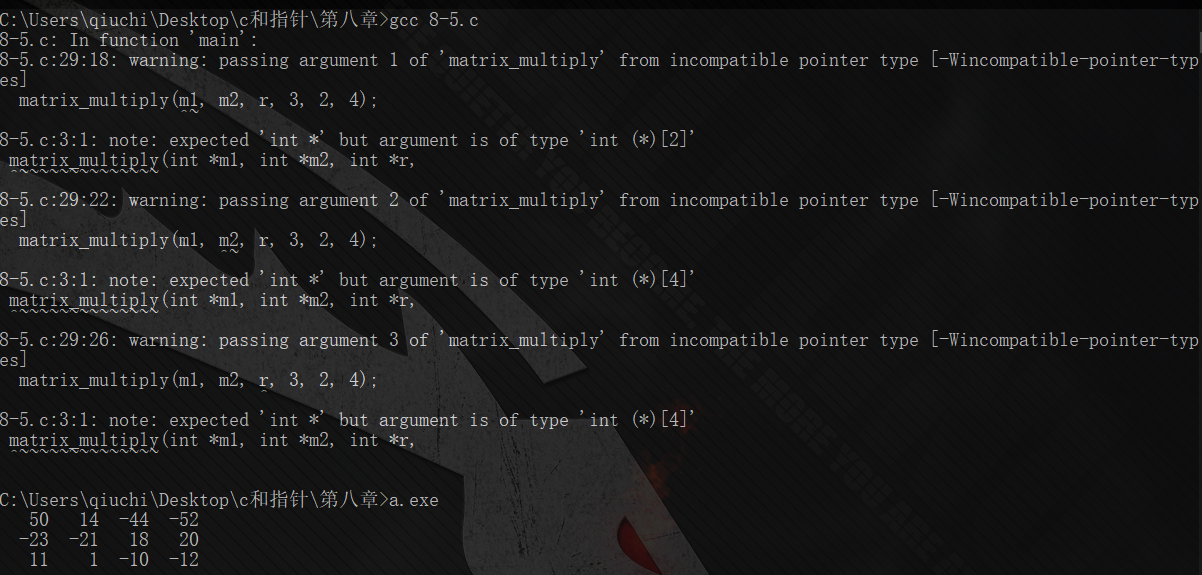 C:\Users\qiuchi\Desktop\c和指针\第八章>gcc 8-5.c
8-5.c: In function 'main':
8-5.c:29:18: warning: passing argument 1 of 'matrix_multiply' from incompatible pointer type [-Wincompatible-pointer-typ
es]
  matrix_multiply(m1, m2, r, 3, 2, 4);
                  ^~
8-5.c:3:1: note: expected 'int *' but argument is of type 'int (*)[2]'
 matrix_multiply(int *m1, int *m2, int *r,
 ^~~~~~~~~~~~~~~
8-5.c:29:22: warning: passing argument 2 of 'matrix_multiply' from incompatible pointer type [-Wincompatible-pointer-typ
es]
  matrix_multiply(m1, m2, r, 3, 2, 4);
                      ^~
8-5.c:3:1: note: expected 'int *' but argument is of type 'int (*)[4]'
 matrix_multiply(int *m1, int *m2, int *r,
 ^~~~~~~~~~~~~~~
8-5.c:29:26: warning: passing argument 3 of 'matrix_multiply' from incompatible pointer type [-Wincompatible-pointer-typ
es]
  matrix_multiply(m1, m2, r, 3, 2, 4);
                          ^
8-5.c:3:1: note: expected 'int *' but argument is of type 'int (*)[4]'
 matrix_multiply(int *m1, int *m2, int *r,
 ^~~~~~~~~~~~~~~
C:\Users\qiuchi\Desktop\c和指针\第八章>a.exe
   50   14  -44  -52
  -23  -21   18   20
   11    1  -10  -12